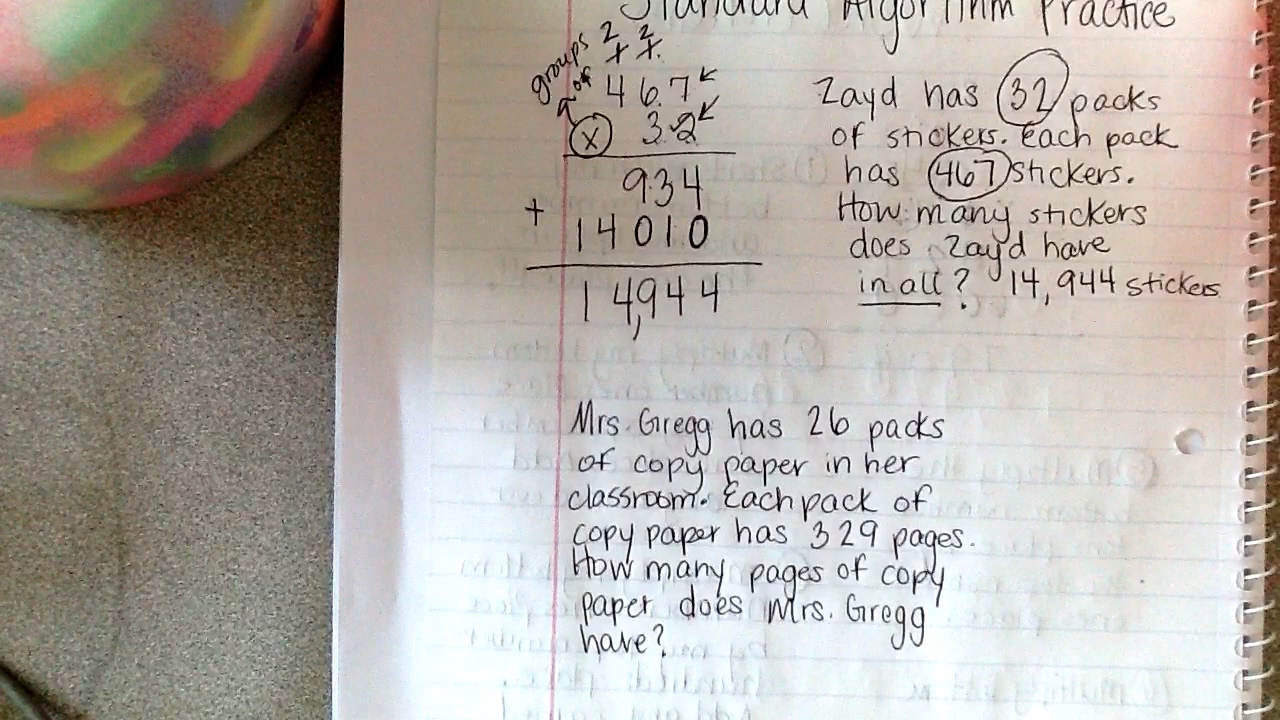 Standard Algorithm Practice
groups of
2 2
1 1
467
x 32
934
+ 14010
14,944
Zayd has 32 packs
of stickers. Each pack
has 467 stickers.
How many stickers
does Zayd have
in all? 14,944 stickers
Mrs. Gregg has 26 packs
of copy paper in her
classroom. Each pack of
copy paper has 329 pages.
How many pages of copy
paper does Mrs. Gregg
have?